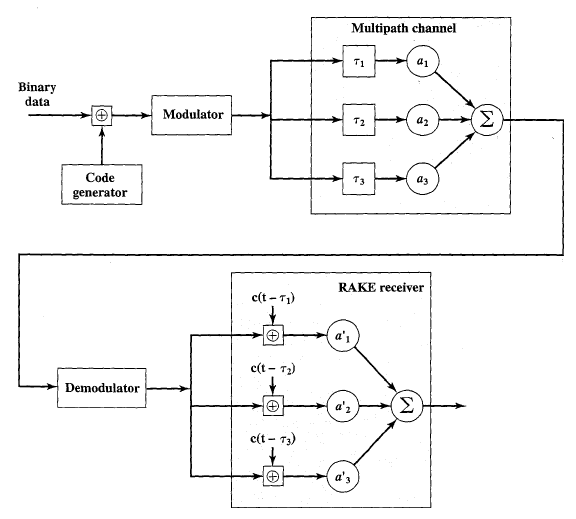 Multipath channel
Binary
data
⊕
Modulator
Code
generator
τ₁
a₁
τ₂
a₂
τ₃
a₃
Σ
RAKE receiver
Demodulator
c(t – τ₁)
⊕
a'₁
c(t – τ₂)
⊕
a'₂
c(t – τ₃)
⊕
a'₃
Σ